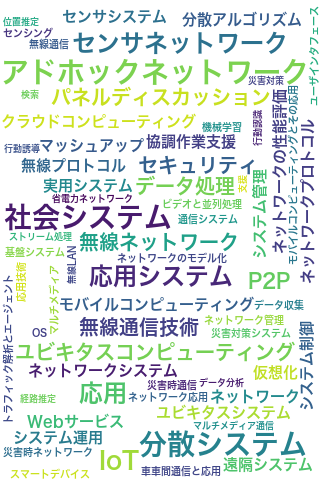 位置推定
センサシステム
分散アルゴリズム
センシング
無線通信
センサネットワーク
ユーザインタフェース
アドホックネットワーク
災害対策
検索
パネルディスカッション
クラウドコンピューティング
機械学習
行動認識
ネットワークの性能評価
モバイルコンピューティングとその応用
ネットワークプロトコル
行動誘導
マッシュアップ
協調作業支援
無線プロトコル
セキュリティ
実用システム
データ処理
支援
システム管理
省電力ネットワーク
ビデオと並列処理
社会システム
通信システム
ストリーム処理
無線ネットワーク
基盤システム
ネットワークのモデル化
無線LAN
応用技術
マルチメディア
応用システム
P2P
トラフィック解析とエージェント
モバイルコンピューティング
データ収集
OS
無線通信技術
ネットワーク管理
災害対策システム
システム制御
ユビキタスコンピューティング
ネットワークシステム
仮想化
災害時通信
データ分析
経路推定
応用
ネットワーク応用
ネットワーク
Webサービス
ユビキタスシステム
マルチメディア通信
システム運用
分散システム
災害時ネットワーク
IoT
遠隔システム
スマートデバイス
車車間通信と応用